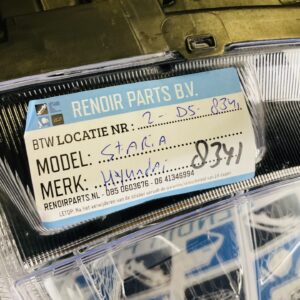 RENOIR PARTS B.V.
BTW LOCATIE NR: 2-DS-8341
MODEL: StaRia
MERK: Hyundai 8341
RENOIRPARTS.NL - 085 0603676 - 06 41346994